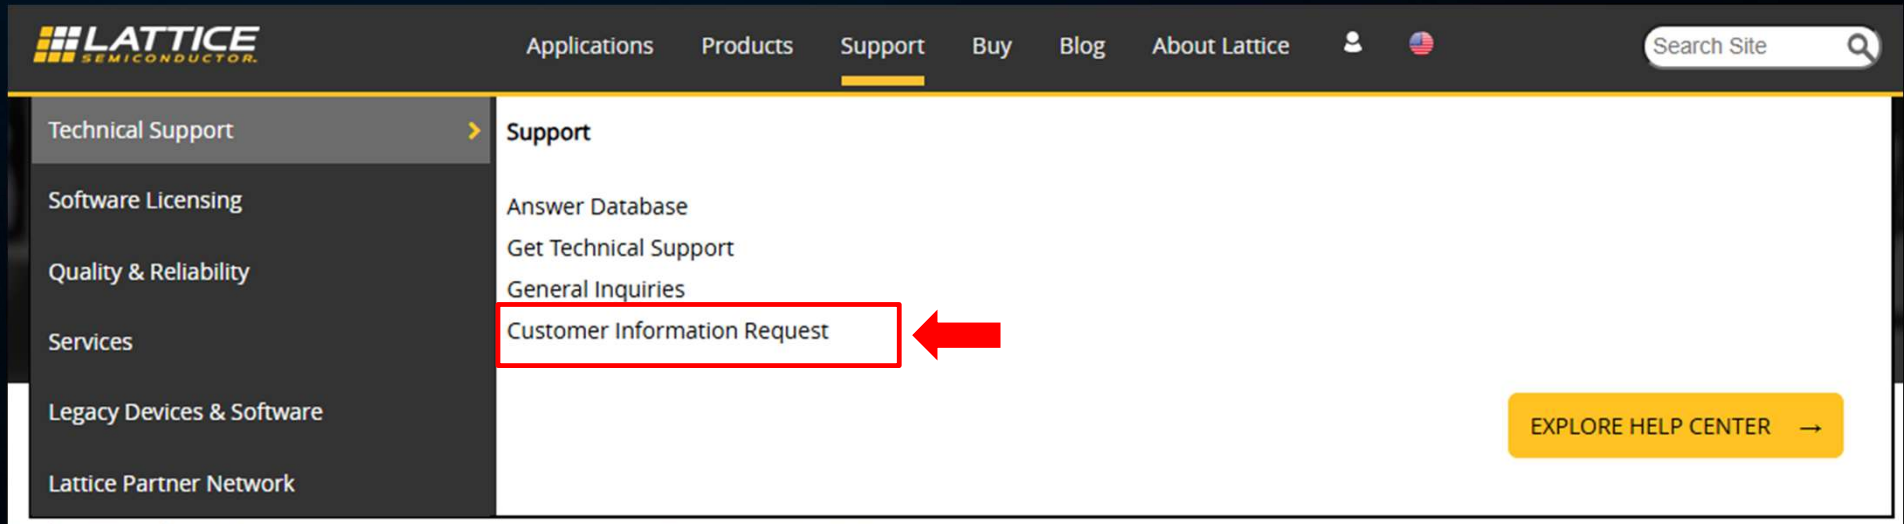 LATTICE
SEMICONDUCTOR.
Applications Products Support Buy Blog About Lattice Search Site
Technical Support
Software Licensing
Quality & Reliability
Services
Legacy Devices & Software
Lattice Partner Network
Support
Answer Database
Get Technical Support
General Inquiries
Customer Information Request
EXPLORE HELP CENTER →